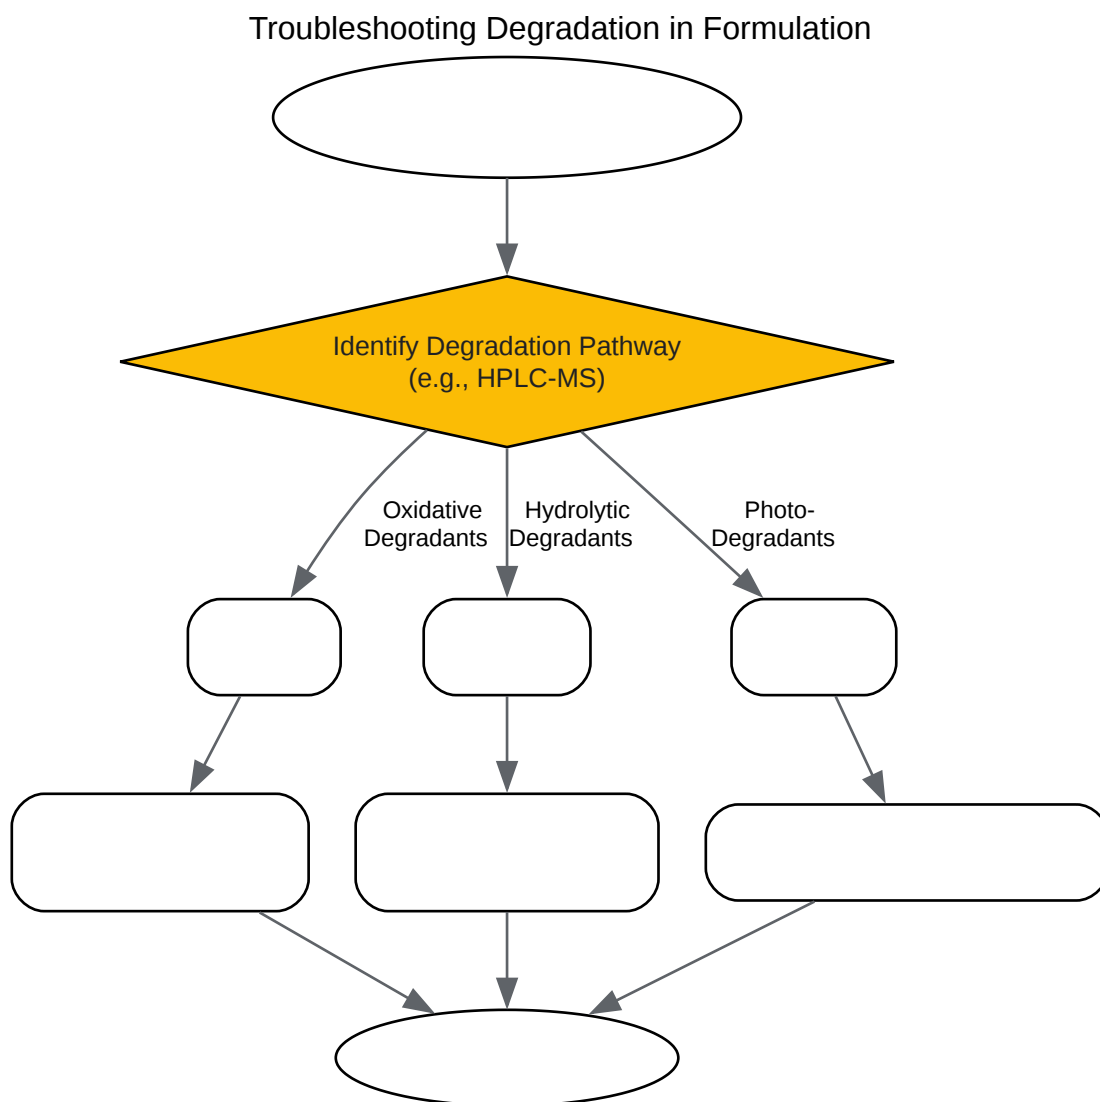 Troubleshooting Degradation in Formulation
Identify Degradation Pathway
(e.g., HPLC-MS)
Oxidative
Degradants
Hydrolytic
Degradants
Photo-
Degradants